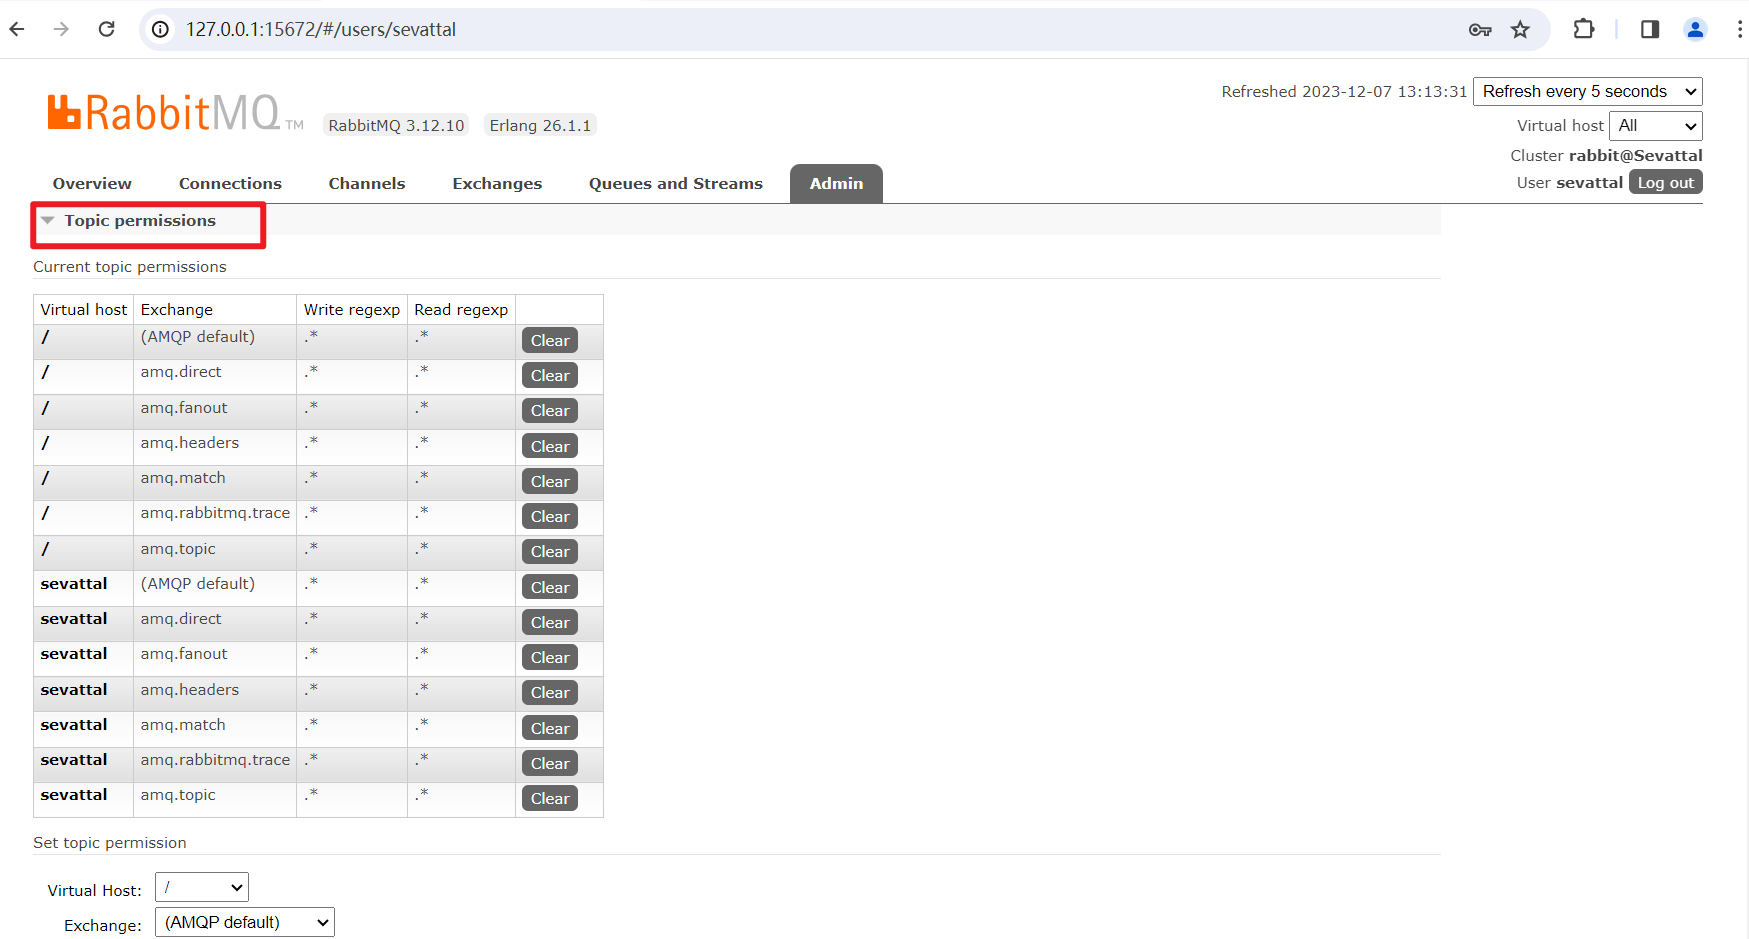 127.0.0.1:15672/#/users/sevattal
Refreshed 2023-12-07 13:13:31 Refresh every 5 seconds
RabbitMQ TM RabbitMQ 3.12.10 Erlang 26.1.1
Virtual host All
Cluster rabbit@Sevattal
User sevattal Log out
Overview Connections Channels Exchanges Queues and Streams Admin
Topic permissions
Current topic permissions
Virtual host Exchange Write regexp Read regexp
/ (AMQP default) .* .* Clear
/ amq.direct .* .* Clear
/ amq.fanout .* .* Clear
/ amq.headers .* .* Clear
/ amq.match .* .* Clear
/ amq.rabbitmq.trace .* .* Clear
/ amq.topic .* .* Clear
sevattal (AMQP default) .* .* Clear
sevattal amq.direct .* .* Clear
sevattal amq.fanout .* .* Clear
sevattal amq.headers .* .* Clear
sevattal amq.match .* .* Clear
sevattal amq.rabbitmq.trace .* .* Clear
sevattal amq.topic .* .* Clear
Set topic permission
Virtual Host: /
Exchange: (AMQP default)